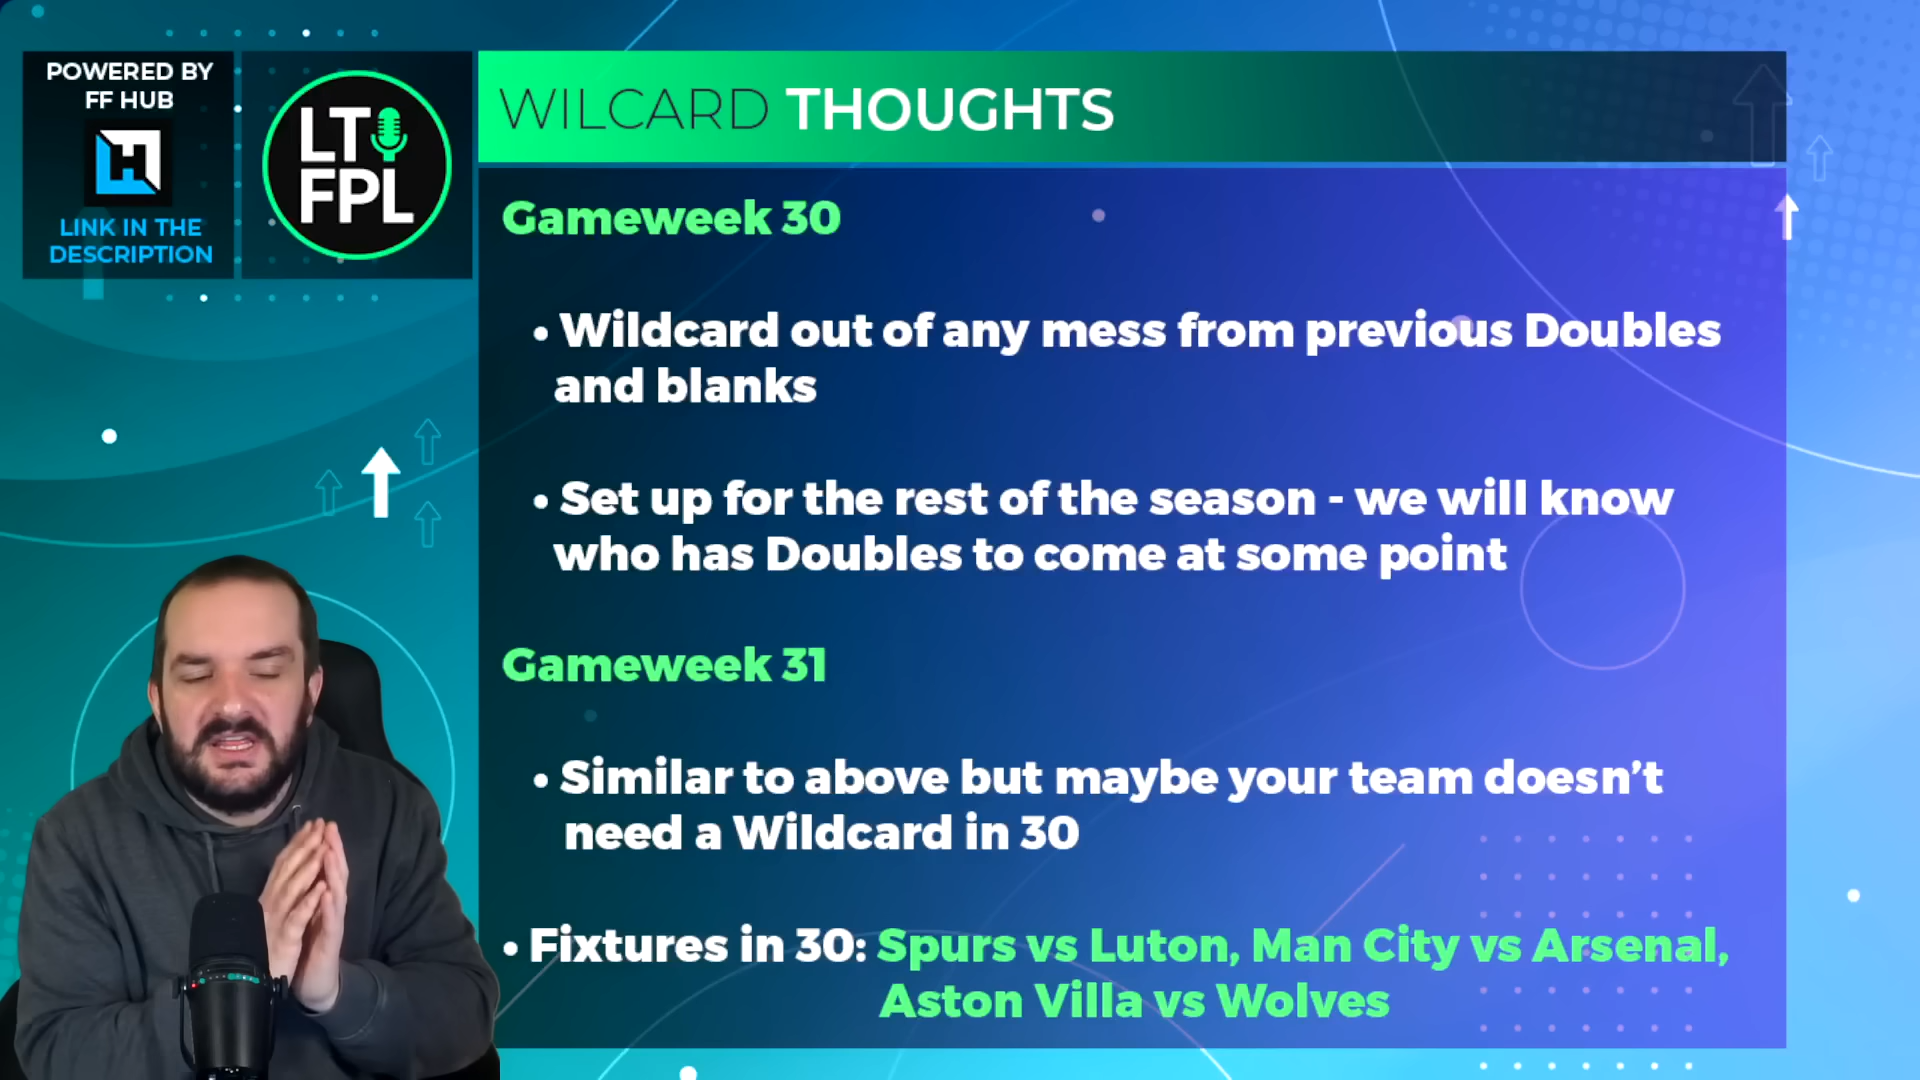 POWERED BY
FF HUB
LINK IN THE
DESCRIPTION
LT
FPL
WILCARD THOUGHTS
Gameweek 30
• Wildcard out of any mess from previous Doubles
and blanks
• Set up for the rest of the season - we will know
who has Doubles to come at some point
Gameweek 31
• Similar to above but maybe your team doesn’t
need a Wildcard in 30
• Fixtures in 30: Spurs vs Luton, Man City vs Arsenal,
Aston Villa vs Wolves